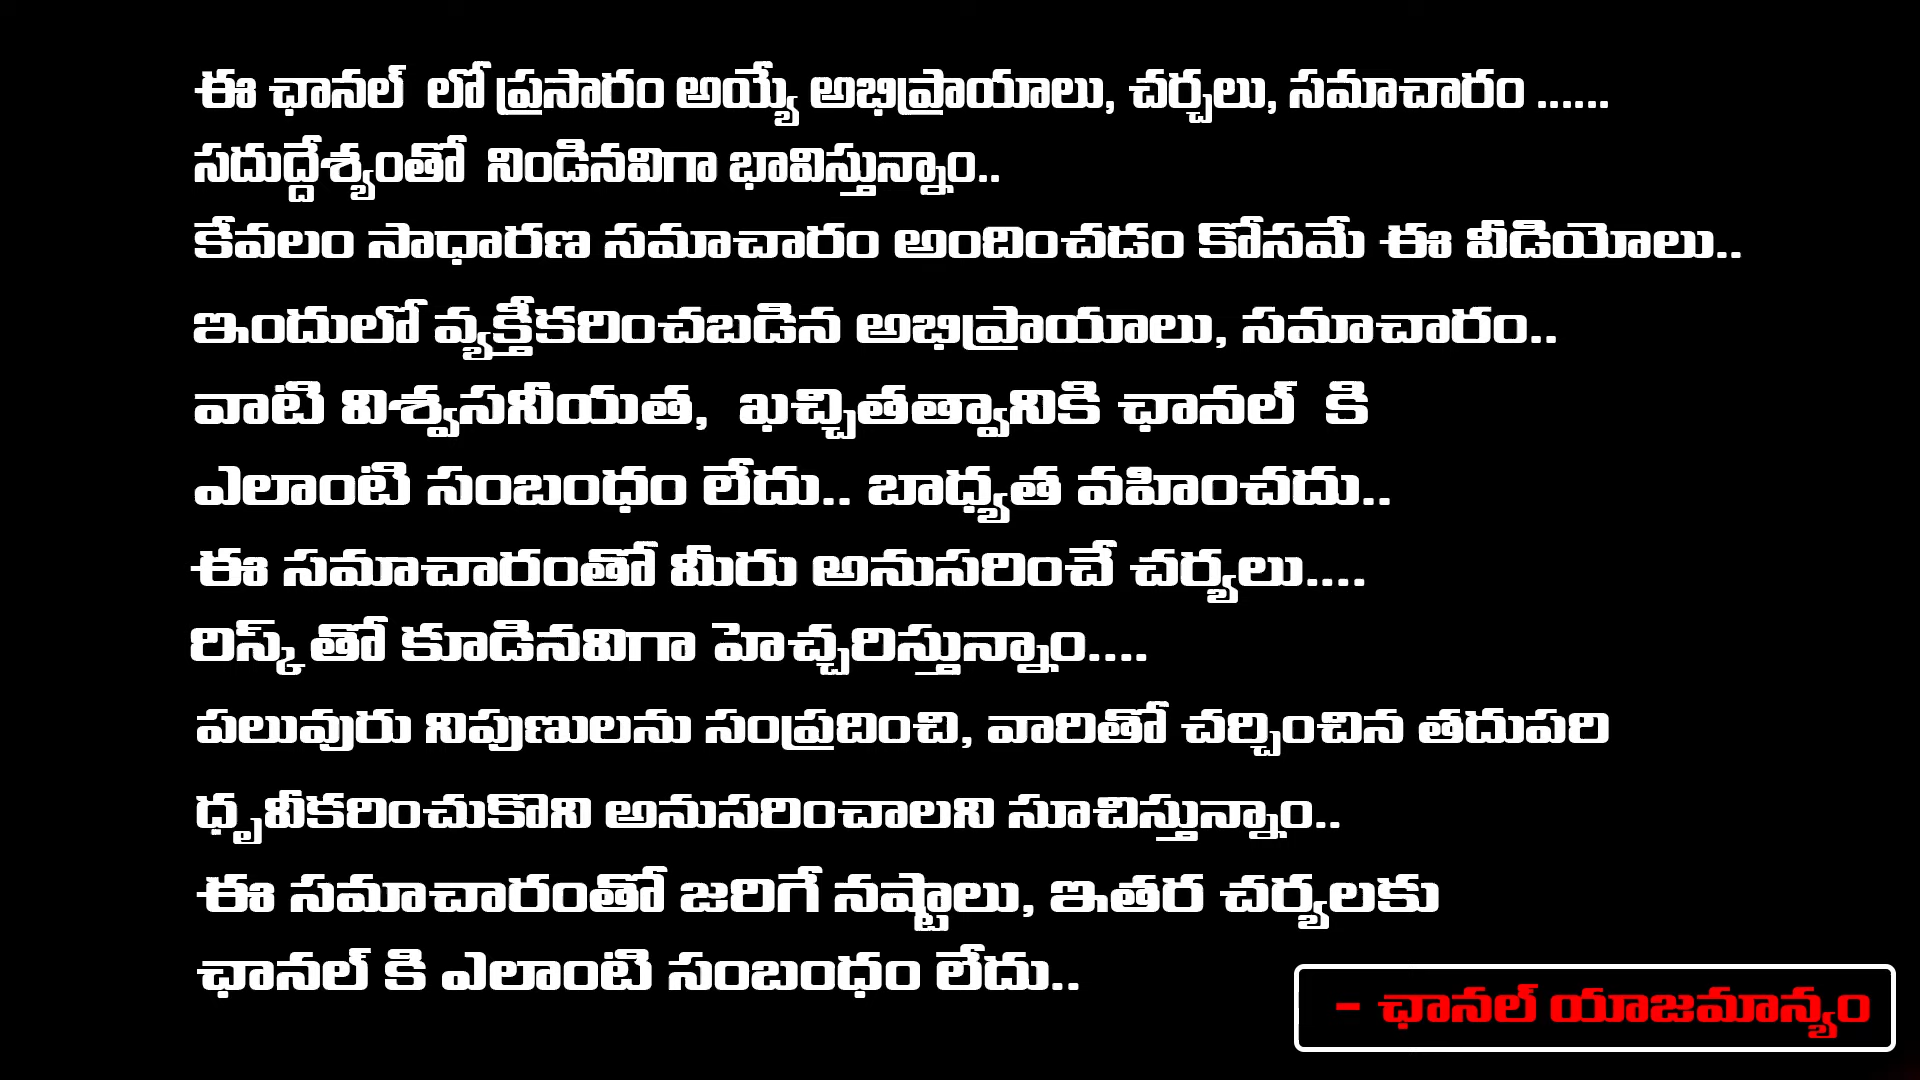 ఈ ఛానల్ లో ప్రసారం అయ్యే అభిప్రాయాలు, చర్చలు, సమాచారం ......
సదుద్దేశ్యంతో నిండినవిగా భావిస్తున్నాం..
కేవలం సాధారణ సమాచారం అందించడం కోసమే ఈ వీడియోలు..
ఇందులో వ్యక్తీకరించబడిన అభిప్రాయాలు, సమాచారం..
వాటి విశ్వసనీయత, ఖచ్చితత్వానికి ఛానల్ కి
ఎలాంటి సంబంధం లేదు.. బాధ్యత వహించదు..
ఈ సమాచారంతో మీరు అనుసరించే చర్యలు....
రిస్క్ తో కూడినవిగా హెచ్చరిస్తున్నాం....
పలువురు నిపుణులను సంప్రదించి, వారితో చర్చించిన తదుపరి
ధృవీకరించుకొని అనుసరించాలని సూచిస్తున్నాం..
ఈ సమాచారంతో జరిగే నష్టాలు, ఇతర చర్యలకు
ఛానల్ కి ఎలాంటి సంబంధం లేదు..
- ఛానల్ యాజమాన్యం